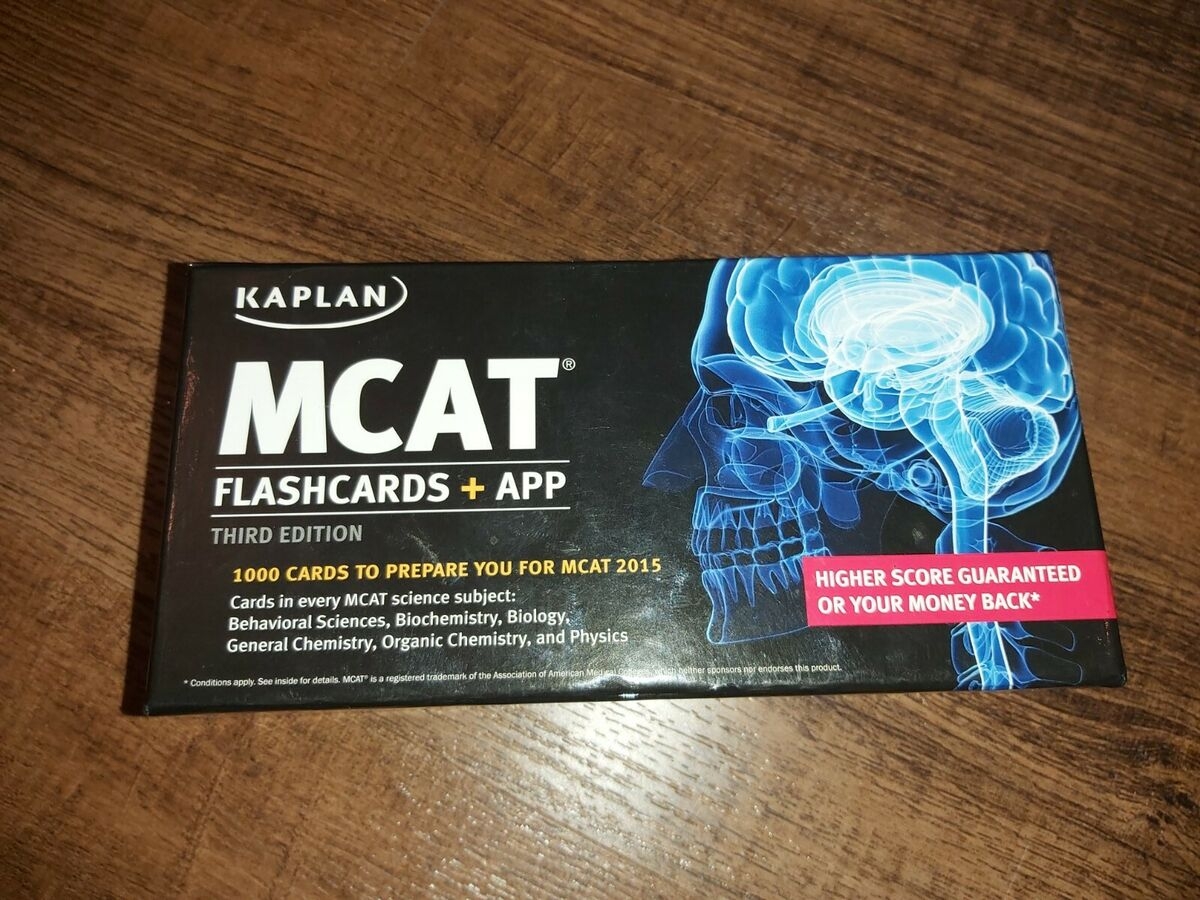 KAPLAN
MCAT®
FLASHCARDS + APP
THIRD EDITION
1000 CARDS TO PREPARE YOU FOR MCAT 2015
Cards in every MCAT science subject:
Behavioral Sciences, Biochemistry, Biology,
General Chemistry, Organic Chemistry, and Physics
HIGHER SCORE GUARANTEED
OR YOUR MONEY BACK*
* Conditions apply. See inside for details. MCAT® is a registered trademark of the Association of American Medical Colleges, which neither sponsors nor endorses this product.